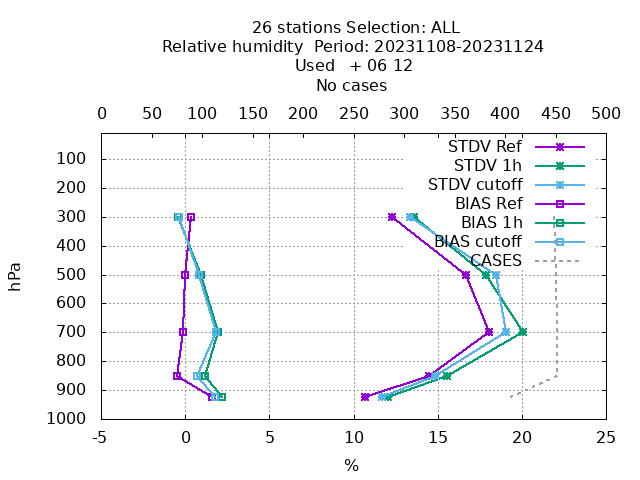 26 stations Selection: ALL
Relative humidity  Period: 20231108-20231124
Used   + 06 12
No cases
0 50 100 150 200 250 300 350 400 450 500
STDV Ref
STDV 1h
STDV cutoff
BIAS Ref
BIAS 1h
BIAS cutoff
CASES
100
200
300
400
500
600
700
800
900
1000
hPa
-5 0 5 10 15 20 25
%